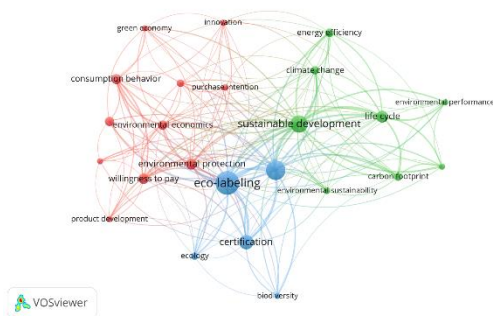 innovation
green economy
energy efficiency
climate change
consumption behavior
purchase intention
environmental performance
life cycle
sustainable development
environmental economics
environmental protection
carbon footprint
willingness to pay
eco-labeling
environmental sustainability
product development
certification
ecology
biodiversity
VOSviewer